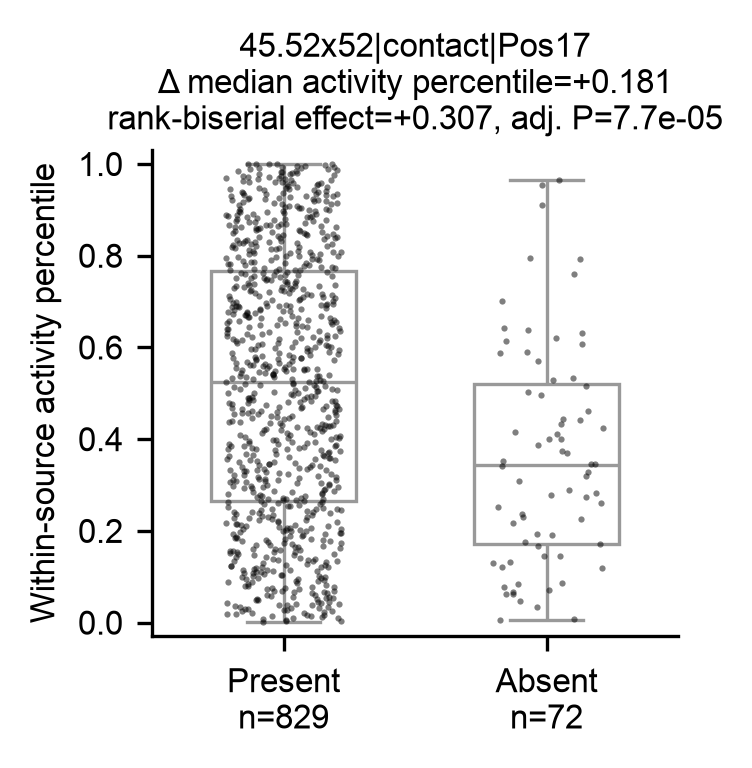 45.52x52|contact|Pos17
Δ median activity percentile=+0.181
rank-biserial effect=+0.307, adj. P=7.7e-05
Within-source activity percentile
1.0
0.8
0.6
0.4
0.2
0.0
Present
n=829
Absent
n=72